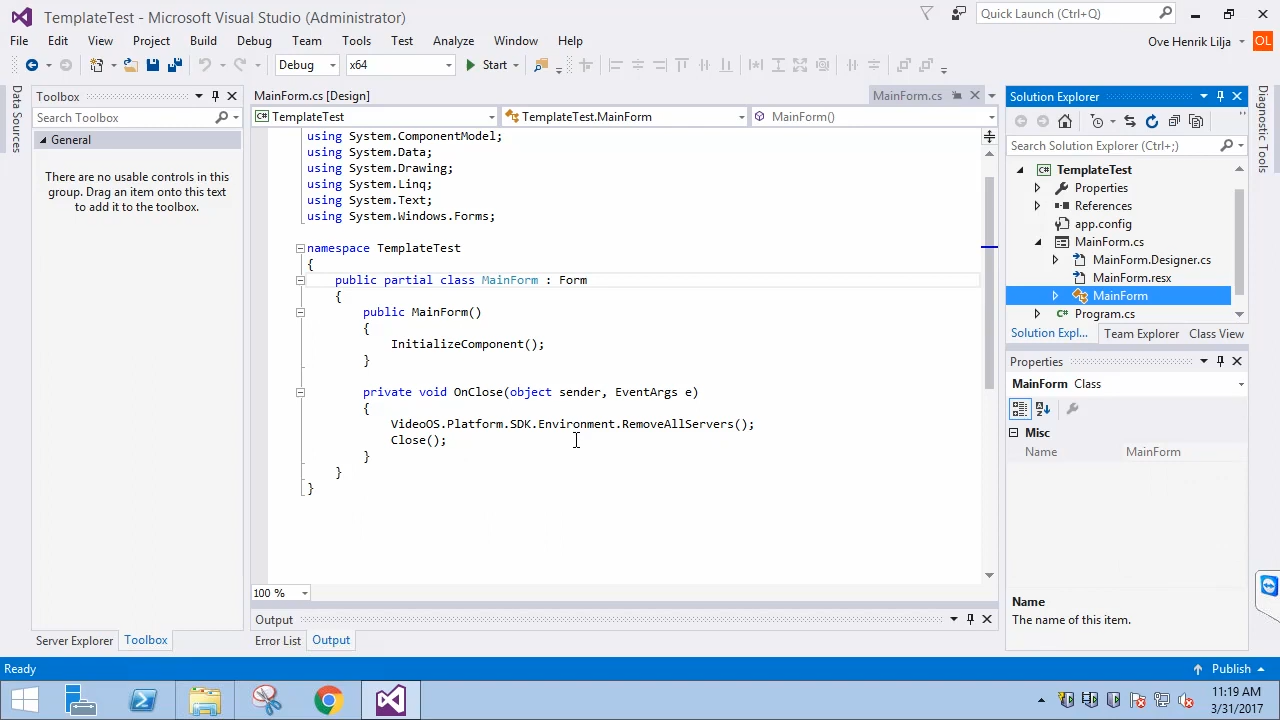 TemplateTest - Microsoft Visual Studio (Administrator)
Quick Launch (Ctrl+Q)
File Edit View Project Build Debug Team Tools Test Analyze Window Help
Ove Henrik Lilja OL
Debug x64 Start
Data Sources
Toolbox
Search Toolbox
General
There are no usable controls in this
group. Drag an item onto this text
to add it to the toolbox.
Server Explorer Toolbox
MainForm.cs [Design] MainForm.cs
TemplateTest TemplateTest.MainForm MainForm()
using System.ComponentModel;
using System.Data;
using System.Drawing;
using System.Linq;
using System.Text;
using System.Windows.Forms;
namespace TemplateTest
{
public partial class MainForm : Form
{
public MainForm()
{
InitializeComponent();
}
private void OnClose(object sender, EventArgs e)
{
VideoOS.Platform.SDK.Environment.RemoveAllServers();
Close();
}
}
}
100 %
Output
Error List Output
Solution Explorer
Search Solution Explorer (Ctrl+;)
TemplateTest
Properties
References
app.config
MainForm.cs
MainForm.Designer.cs
MainForm.resx
MainForm
Program.cs
Solution Expl... Team Explorer Class View
Properties
MainForm Class
Misc
Name MainForm
Name
The name of this item.
Diagnostic Tools
Ready
Publish
11:19 AM
3/31/2017